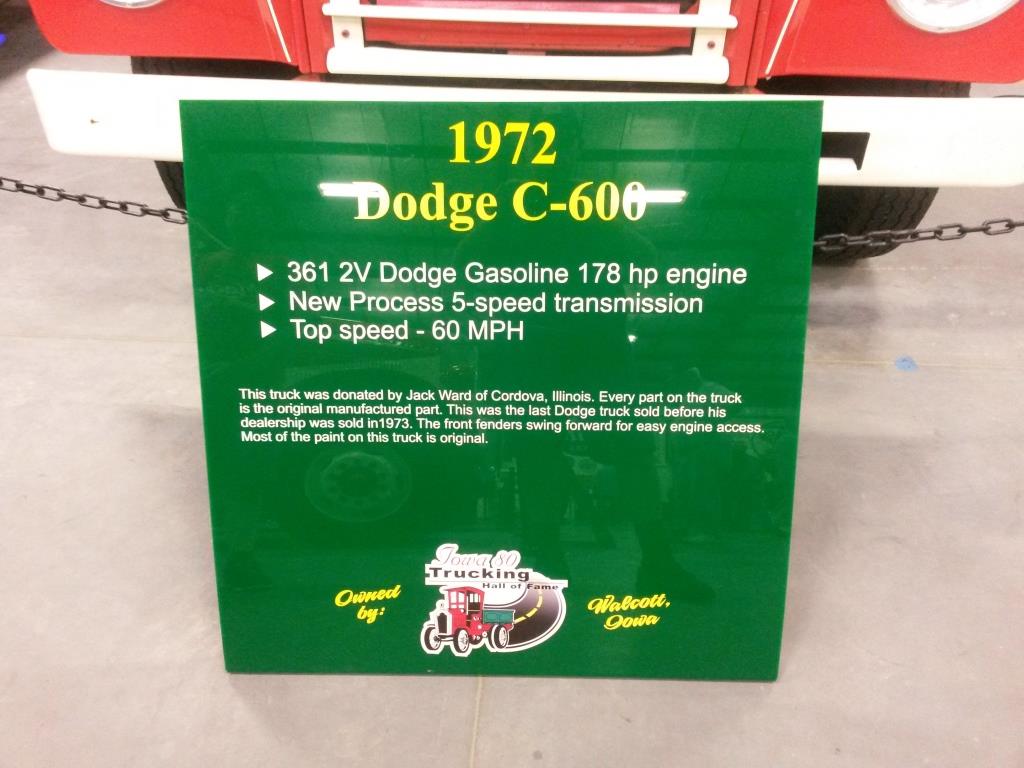 1972
Dodge C-600
► 361 2V Dodge Gasoline 178 hp engine
► New Process 5-speed transmission
► Top speed - 60 MPH
This truck was donated by Jack Ward of Cordova, Illinois. Every part on the truck
is the original manufactured part. This was the last Dodge truck sold before his
dealership was sold in1973. The front fenders swing forward for easy engine access.
Most of the paint on this truck is original.
Iowa 80
Trucking
Hall of Fame
Owned
by:
Walcott,
Iowa